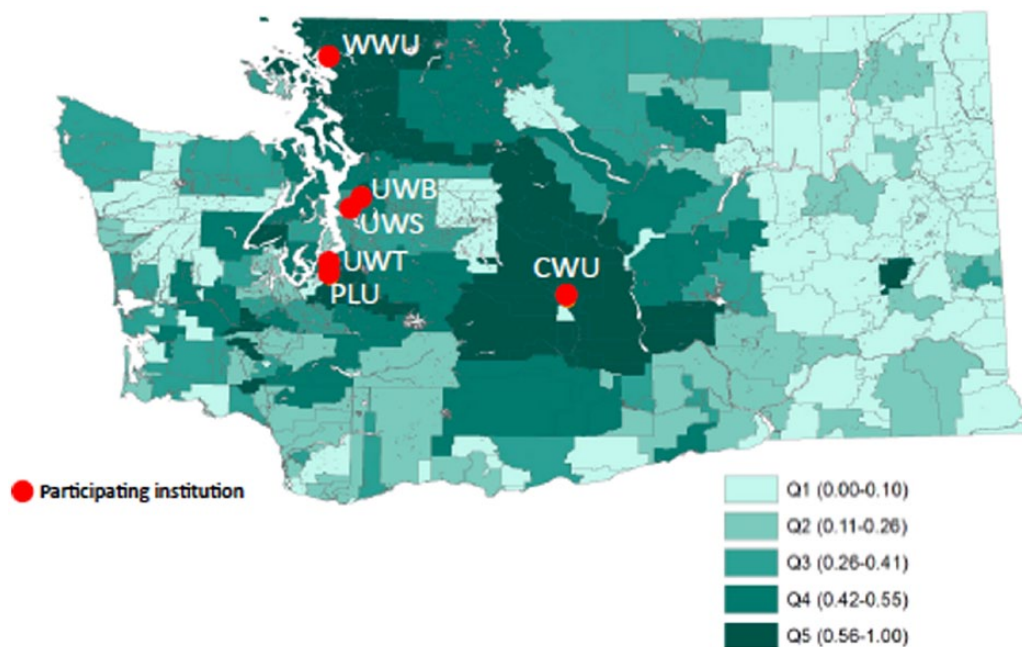 WWU
UWB
UWS
UWT
PLU
CWU
Participating institution
Q1 (0.00-0.10)
Q2 (0.11-0.26)
Q3 (0.26-0.41)
Q4 (0.42-0.55)
Q5 (0.56-1.00)